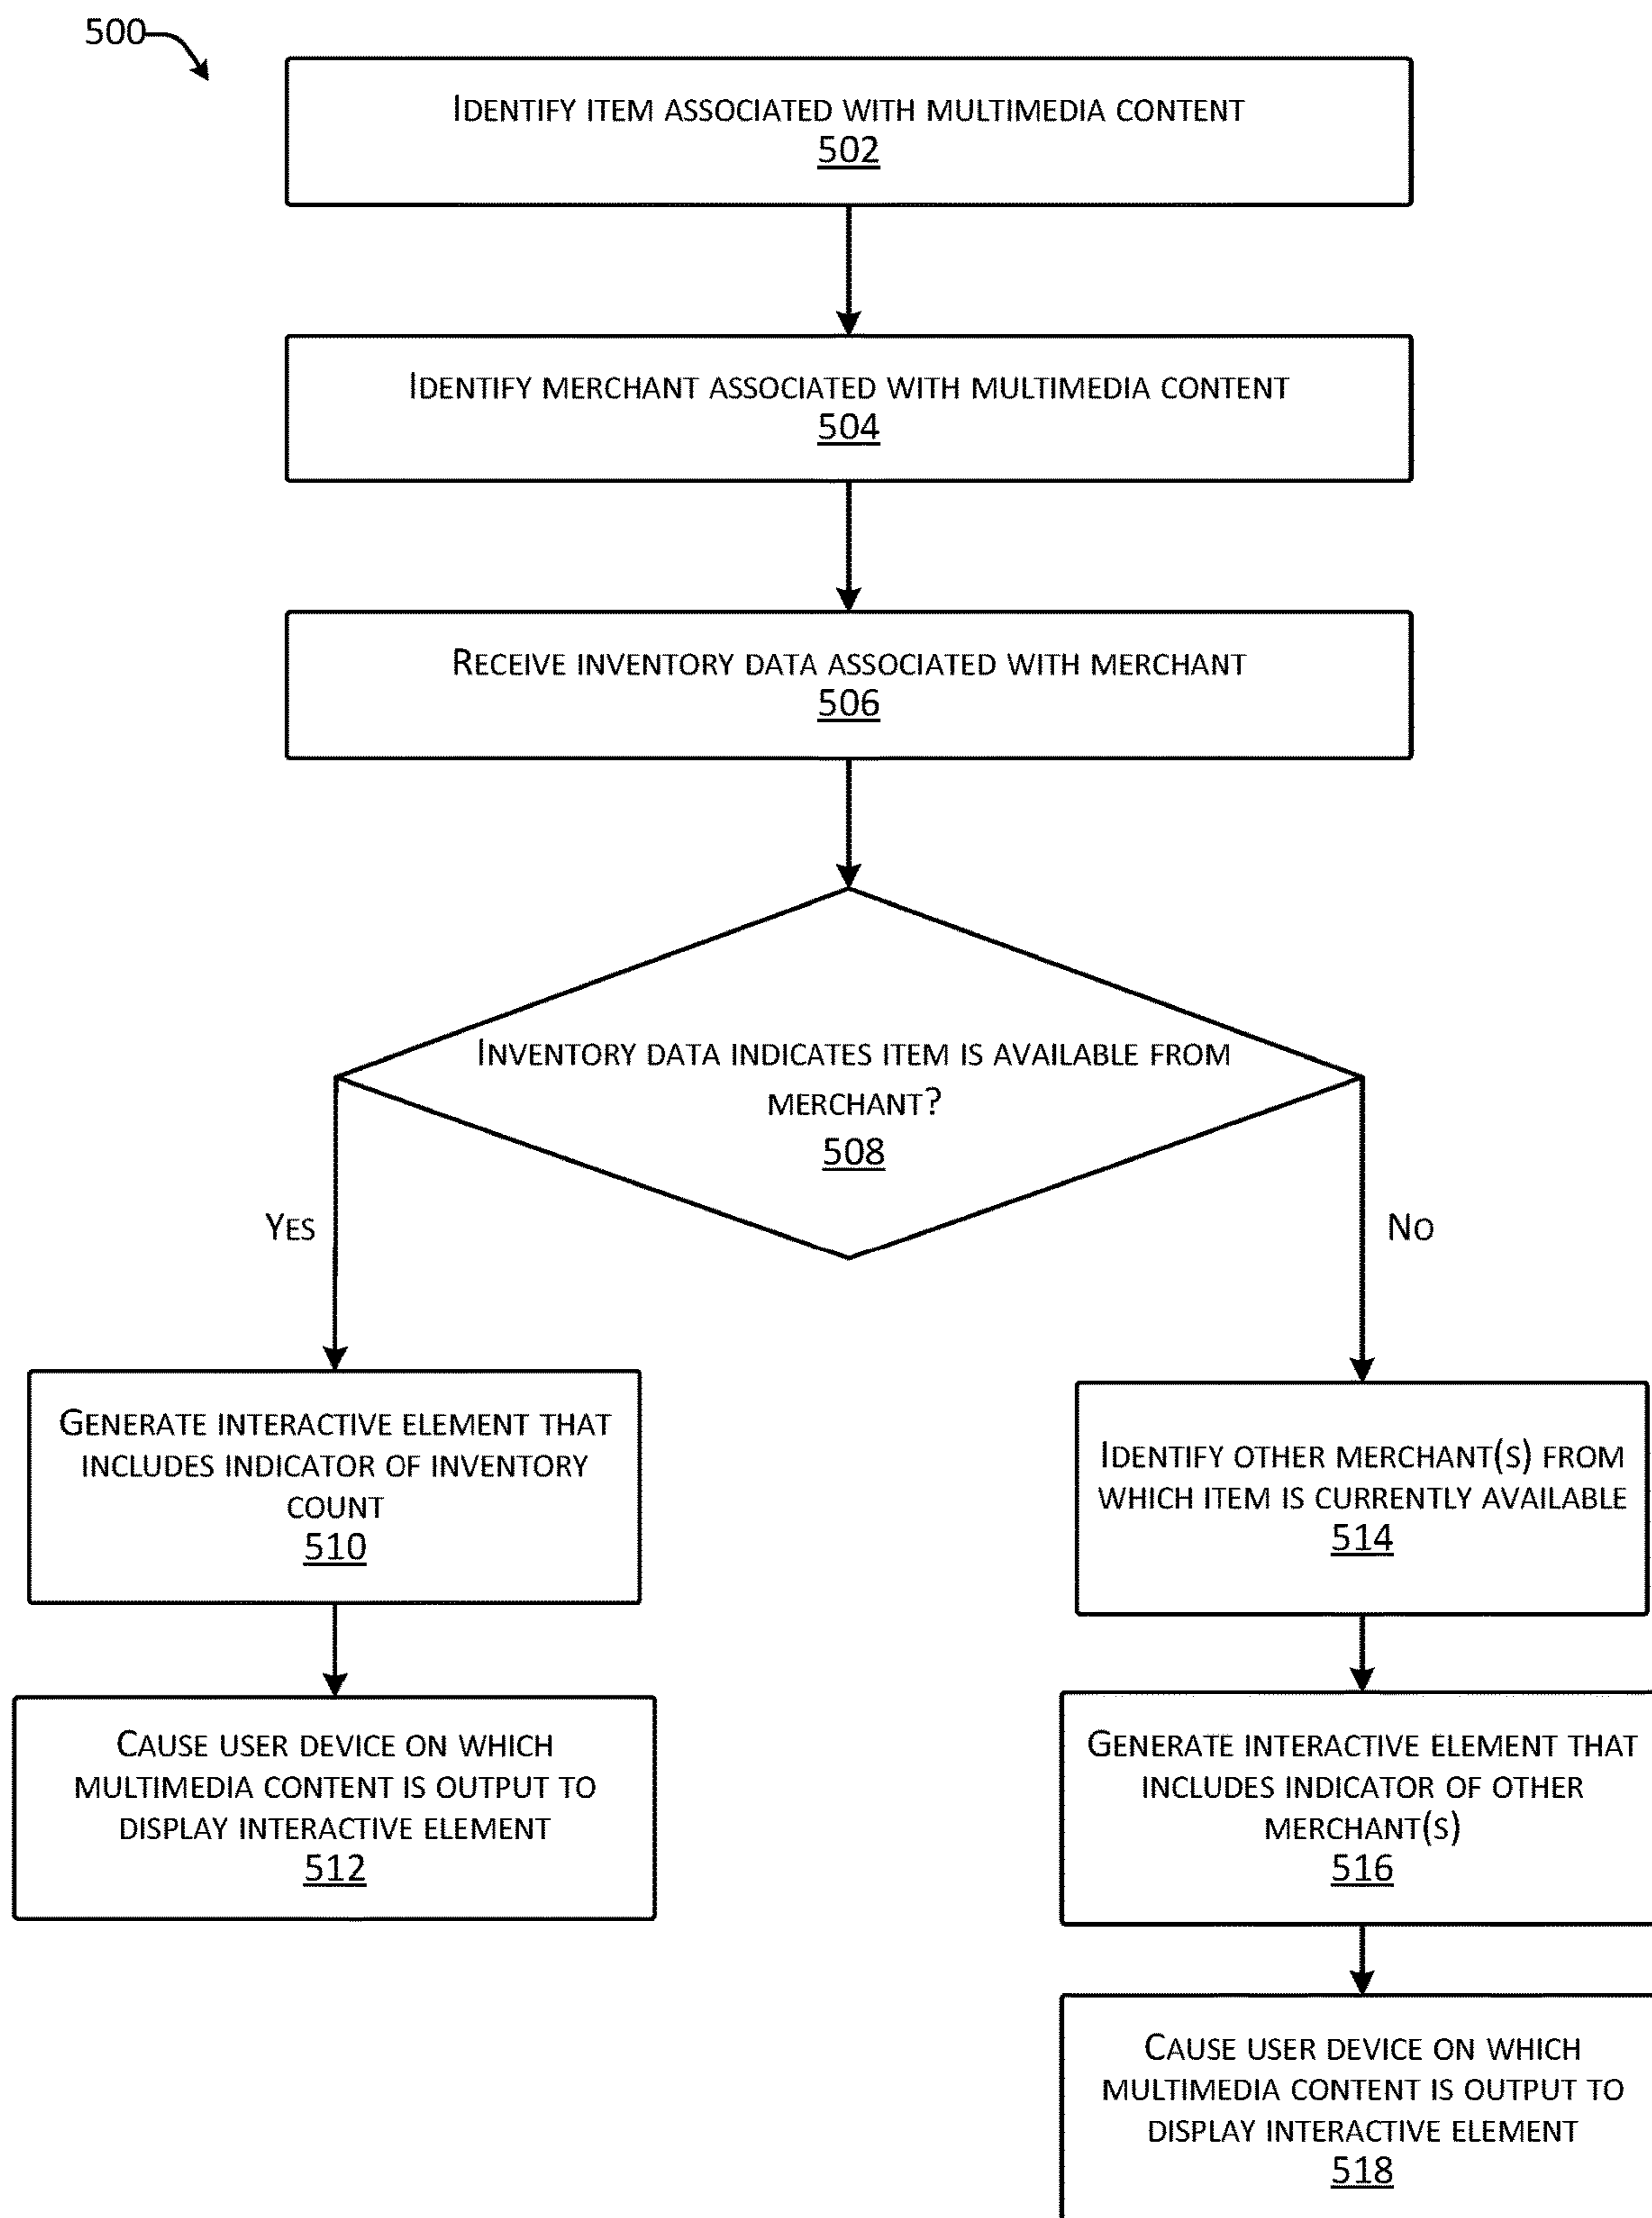 500
IDENTIFY ITEM ASSOCIATED WITH MULTIMEDIA CONTENT
502
IDENTIFY MERCHANT ASSOCIATED WITH MULTIMEDIA CONTENT
504
RECEIVE INVENTORY DATA ASSOCIATED WITH MERCHANT
506
INVENTORY DATA INDICATES ITEM IS AVAILABLE FROM
MERCHANT?
508
YES
NO
GENERATE INTERACTIVE ELEMENT THAT
INCLUDES INDICATOR OF INVENTORY
COUNT
510
CAUSE USER DEVICE ON WHICH
MULTIMEDIA CONTENT IS OUTPUT TO
DISPLAY INTERACTIVE ELEMENT
512
IDENTIFY OTHER MERCHANT(S) FROM
WHICH ITEM IS CURRENTLY AVAILABLE
514
GENERATE INTERACTIVE ELEMENT THAT
INCLUDES INDICATOR OF OTHER
MERCHANT(S)
516
CAUSE USER DEVICE ON WHICH
MULTIMEDIA CONTENT IS OUTPUT TO
DISPLAY INTERACTIVE ELEMENT
518